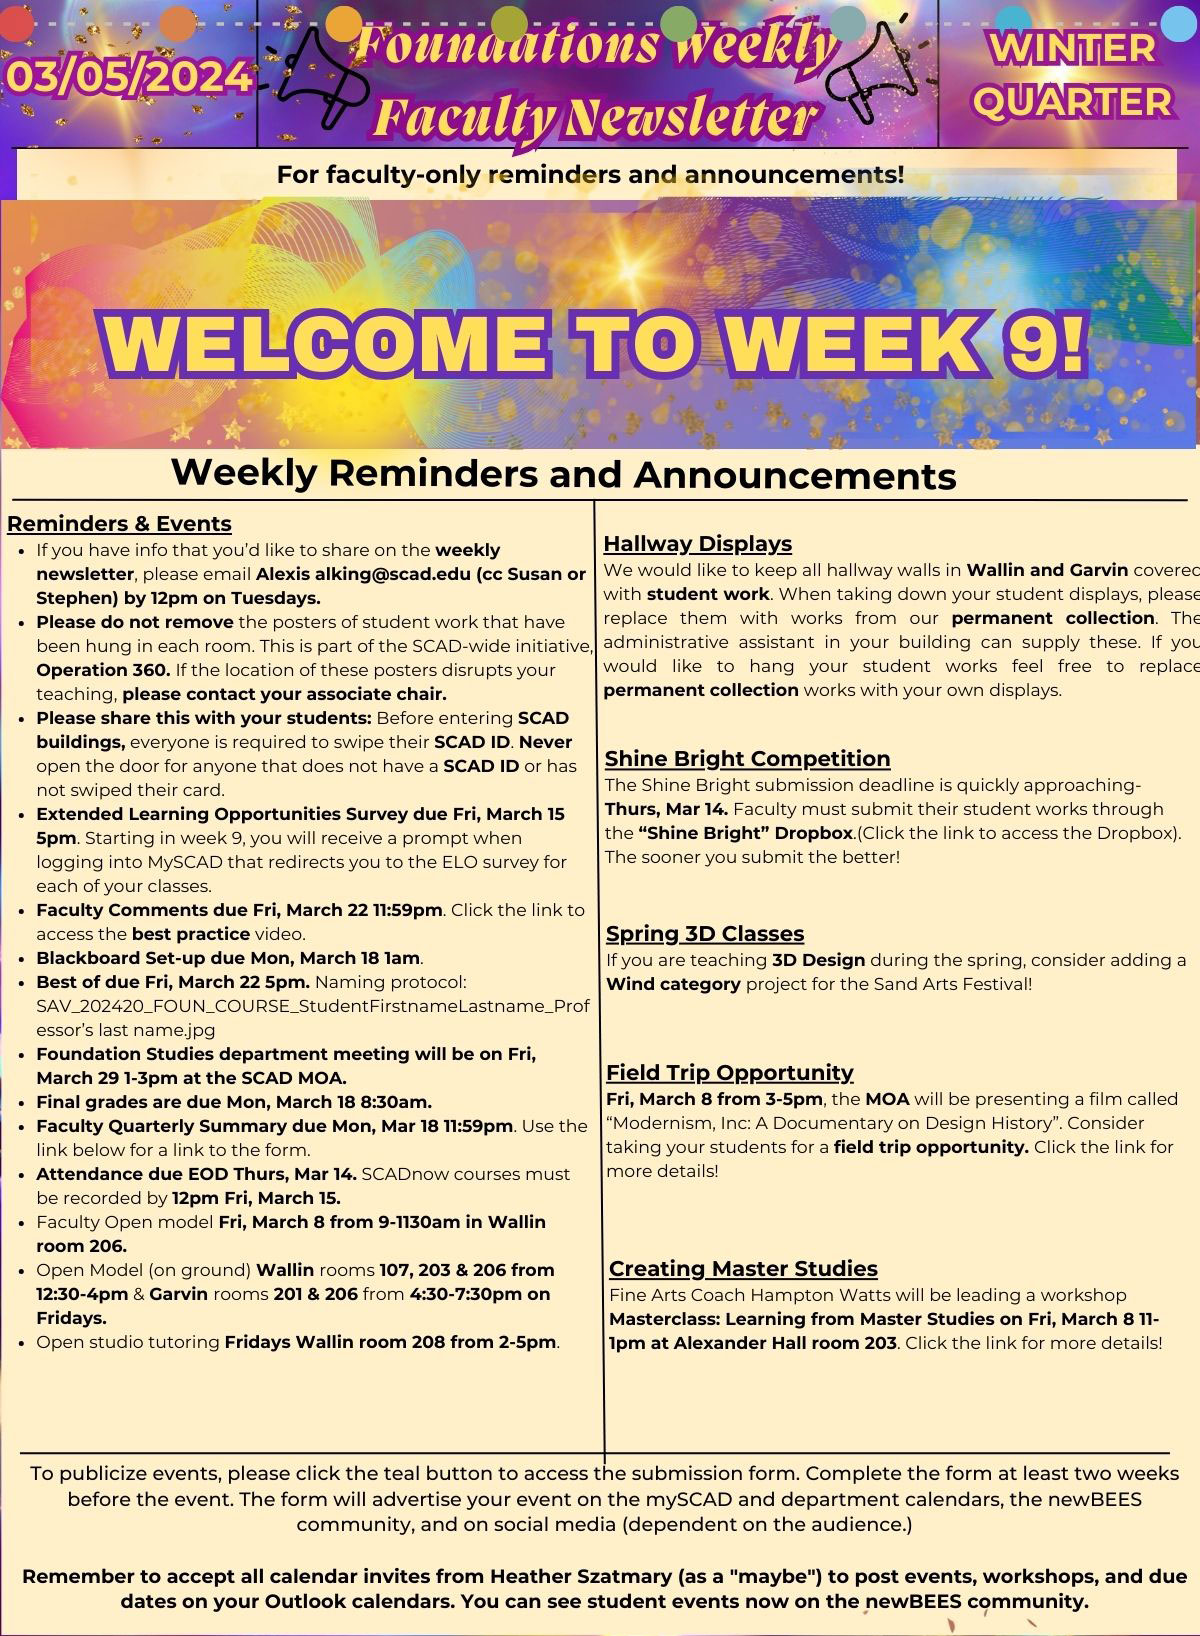 03/05/2024
Foundations Weekly
Faculty Newsletter
WINTER
QUARTER
For faculty-only reminders and announcements!
WELCOME TO WEEK 9!
Weekly Reminders and Announcements
Reminders & Events
• If you have info that you'd like to share on the weekly
newsletter, please email Alexis alking@scad.edu (cc Susan or
Stephen) by 12pm on Tuesdays.
• Please do not remove the posters of student work that have
been hung in each room. This is part of the SCAD-wide initiative,
Operation 360. If the location of these posters disrupts your
teaching, please contact your associate chair.
• Please share this with your students: Before entering SCAD
buildings, everyone is required to swipe their SCAD ID. Never
open the door for anyone that does not have a SCAD ID or has
not swiped their card.
• Extended Learning Opportunities Survey due Fri, March 15
5pm. Starting in week 9, you will receive a prompt when
logging into MySCAD that redirects you to the ELO survey for
each of your classes.
• Faculty Comments due Fri, March 22 11:59pm. Click the link to
access the best practice video.
• Blackboard Set-up due Mon, March 18 1am.
• Best of due Fri, March 22 5pm. Naming protocol:
SAV_202420_FOUN_COURSE_StudentFirstnameLastname_Prof
essor's last name.jpg
• Foundation Studies department meeting will be on Fri,
March 29 1-3pm at the SCAD MOA.
• Final grades are due Mon, March 18 8:30am.
• Faculty Quarterly Summary due Mon, Mar 18 11:59pm. Use the
link below for a link to the form.
• Attendance due EOD Thurs, Mar 14. SCADnow courses must
be recorded by 12pm Fri, March 15.
• Faculty Open model Fri, March 8 from 9-1130am in Wallin
room 206.
• Open Model (on ground) Wallin rooms 107, 203 & 206 from
12:30-4pm & Garvin rooms 201 & 206 from 4:30-7:30pm on
Fridays.
• Open studio tutoring Fridays Wallin room 208 from 2-5pm.
Hallway Displays
We would like to keep all hallway walls in Wallin and Garvin covered
with student work. When taking down your student displays, please
replace them with works from our permanent collection. The
administrative assistant in your building can supply these. If you
would like to hang your student works feel free to replace
permanent collection works with your own displays.
Shine Bright Competition
The Shine Bright submission deadline is quickly approaching-
Thurs, Mar 14. Faculty must submit their student works through
the “Shine Bright” Dropbox.(Click the link to access the Dropbox).
The sooner you submit the better!
Spring 3D Classes
If you are teaching 3D Design during the spring, consider adding a
Wind category project for the Sand Arts Festival!
Field Trip Opportunity
Fri, March 8 from 3-5pm, the MOA will be presenting a film called
“Modernism, Inc: A Documentary on Design History”. Consider
taking your students for a field trip opportunity. Click the link for
more details!
Creating Master Studies
Fine Arts Coach Hampton Watts will be leading a workshop
Masterclass: Learning from Master Studies on Fri, March 8 11-
1pm at Alexander Hall room 203. Click the link for more details!
To publicize events, please click the teal button to access the submission form. Complete the form at least two weeks
before the event. The form will advertise your event on the mySCAD and department calendars, the newBEES
community, and on social media (dependent on the audience.)
Remember to accept all calendar invites from Heather Szatmary (as a "maybe") to post events, workshops, and due
dates on your Outlook calendars. You can see student events now on the newBEES community.